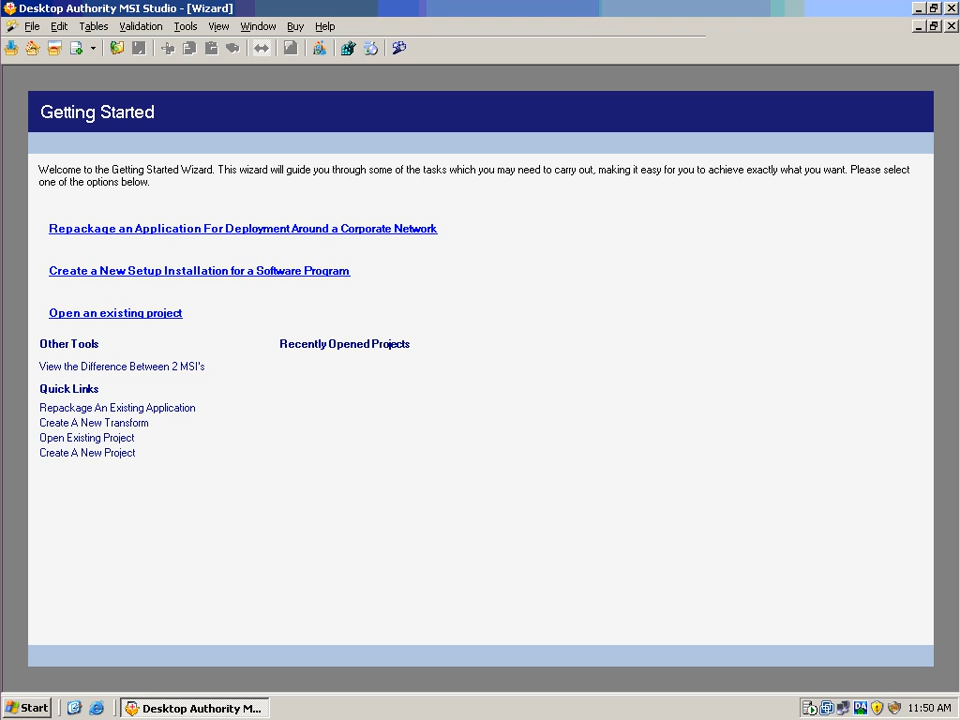 Desktop Authority MSI Studio - [Wizard]
File Edit Tables Validation Tools View Window Buy Help
Getting Started
Welcome to the Getting Started Wizard. This wizard will guide you through some of the tasks which you may need to carry out, making it easy for you to achieve exactly what you want. Please select
one of the options below.
Repackage an Application For Deployment Around a Corporate Network
Create a New Setup Installation for a Software Program
Open an existing project
Other Tools
Recently Opened Projects
View the Difference Between 2 MSI's
Quick Links
Repackage An Existing Application
Create A New Transform
Open Existing Project
Create A New Project
Start
Desktop Authority M...
DA
11:50 AM